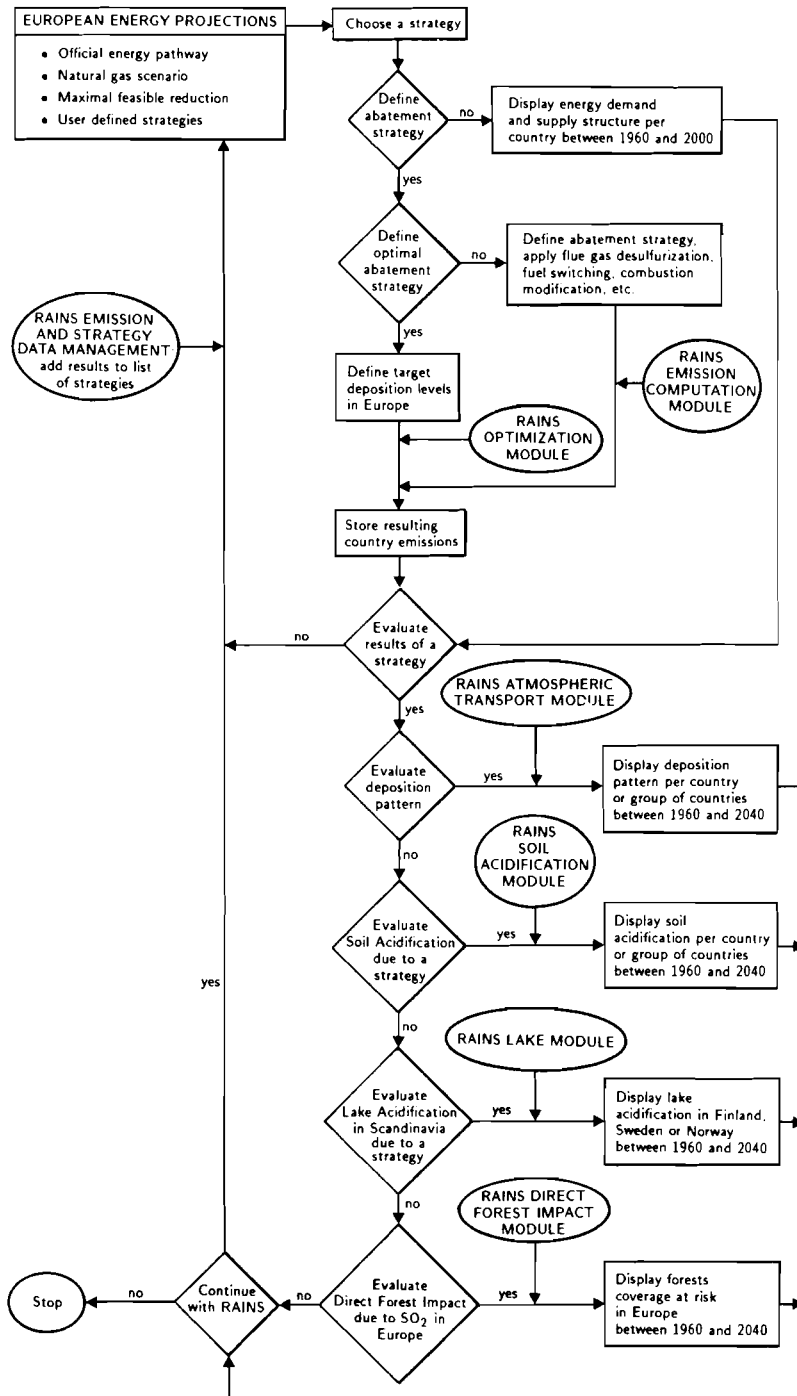 EUROPEAN ENERGY PROJECTIONS
• Official energy pathway
• Natural gas scenario
• Maximal feasible reduction
• User defined strategies
Choose a strategy
Define
abatement
strategy
no
Display energy demand
and supply structure per
country between 1960 and 2000
yes
Define
optimal
abatement
strategy
no
Define abatement strategy,
apply flue gas desulfurization,
fuel switching, combustion
modification, etc.
RAINS EMISSION
AND STRATEGY
DATA MANAGEMENT
add results to list
of strategies
yes
Define target
deposition levels
in Europe
RAINS
EMISSION
COMPUTATION
MODULE
RAINS
OPTIMIZATION
MODULE
Store resulting
country emissions
Evaluate
results of a
strategy
no
yes
RAINS ATMOSPHERIC
TRANSPORT MODULE
Evaluate
deposition
pattern
yes
Display deposition
pattern per country
or group of countries
between 1960 and 2040
no
RAINS
SOIL
ACIDIFICATION
MODULE
Evaluate
Soil Acidification
due to a
strategy
yes
Display soil
acidification per country
or group of countries
between 1960 and 2040
yes
no
RAINS LAKE MODULE
Evaluate
Lake Acidification
in Scandinavia
due to a
strategy
yes
Display lake
acidification in Finland,
Sweden or Norway
between 1960 and 2040
no
RAINS DIRECT
FOREST IMPACT
MODULE
Evaluate
Direct Forest Impact
due to SO2 in
Europe
yes
Display forests
coverage at risk
in Europe
between 1960 and 2040
no
Continue
with RAINS
no
Stop